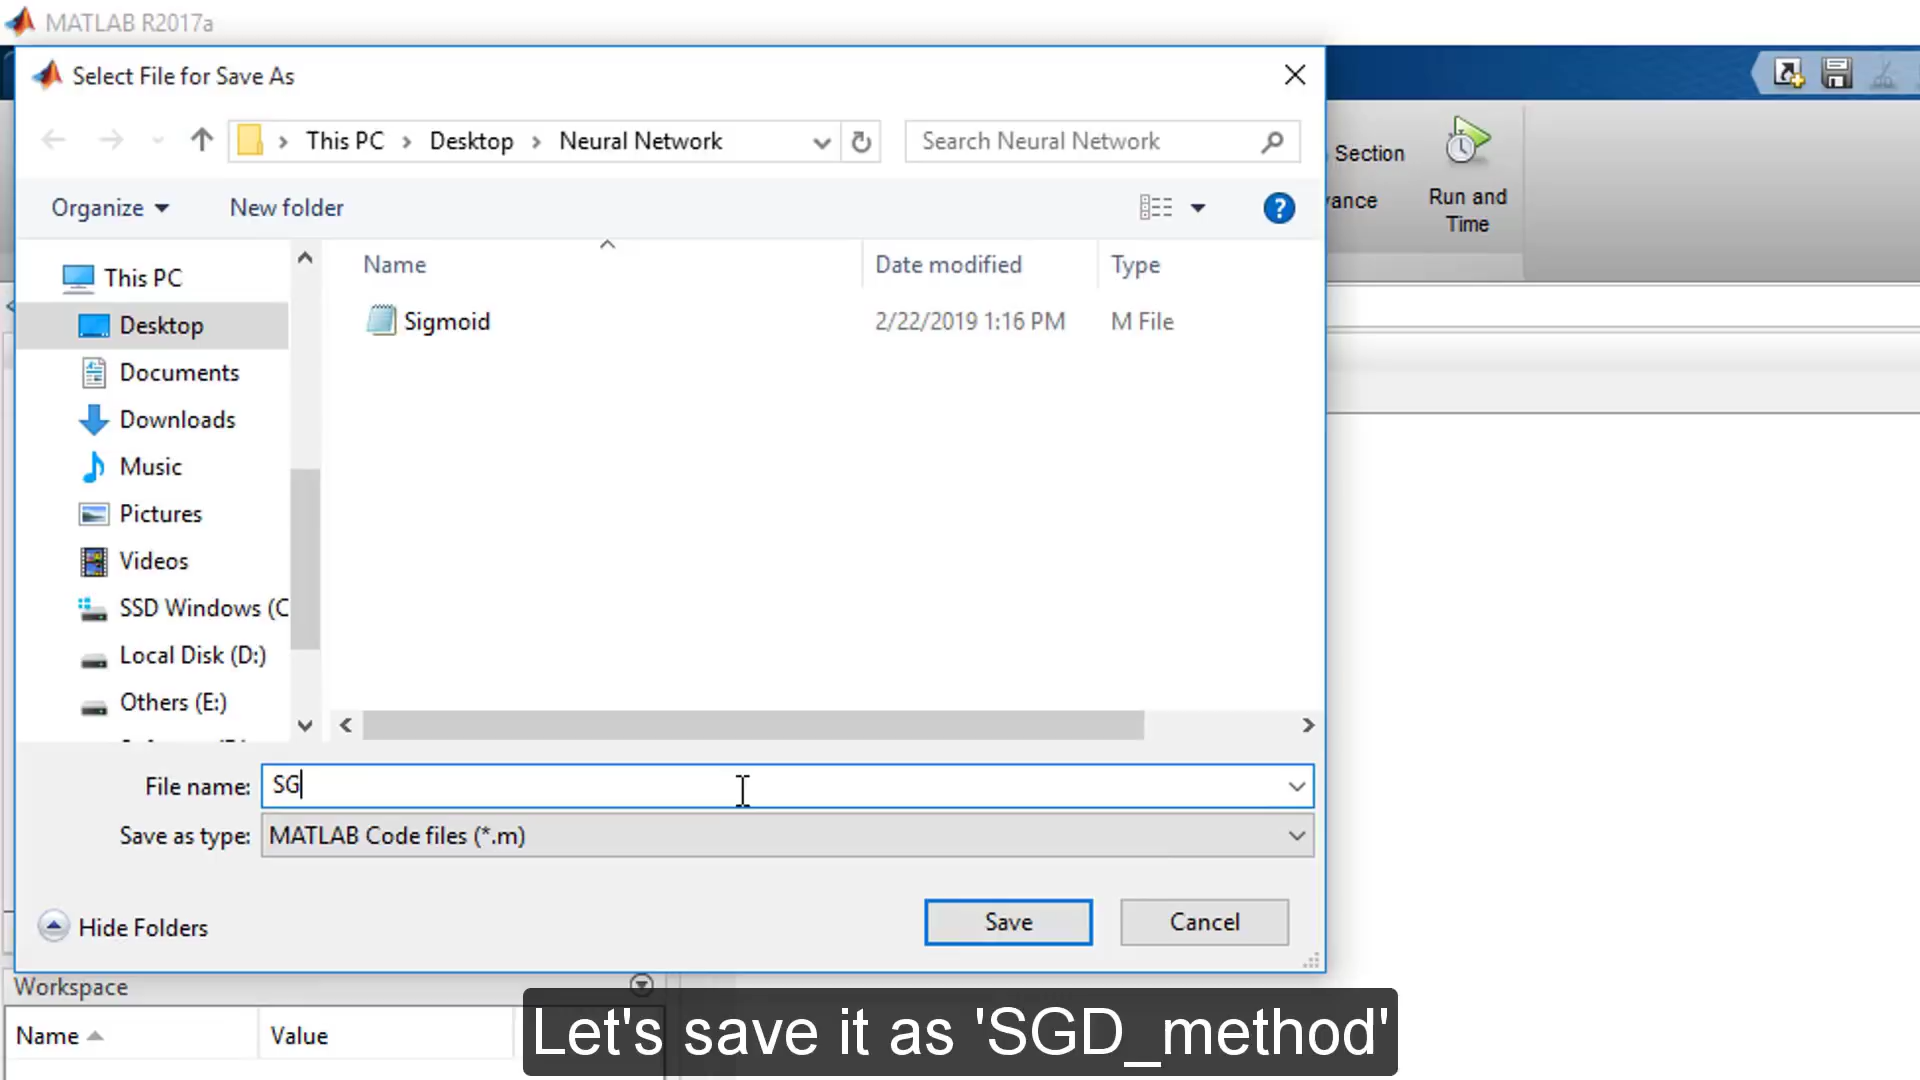 MATLAB R2017a
Select File for Save As
This PC
Desktop
Neural Network
Search Neural Network
Section
vance
Run and
Time
Organize
New folder
?
Name
Date modified
Type
Sigmoid
2/22/2019 1:16 PM
M File
This PC
Desktop
Documents
Downloads
Music
Pictures
Videos
SSD Windows (C
Local Disk (D:)
Others (E:)
File name:
SG
Save as type:
MATLAB Code files (*.m)
Hide Folders
Save
Cancel
Workspace
Name
Value
Let's save it as 'SGD_method'